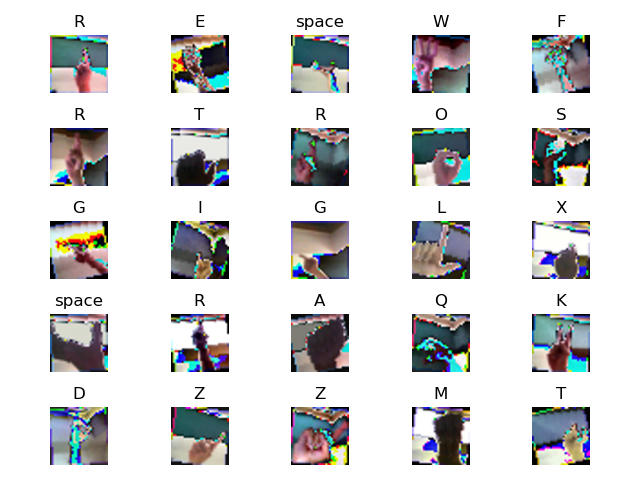 R E space W F
R T R O S
G I G L X
space R A Q K
D Z Z M T